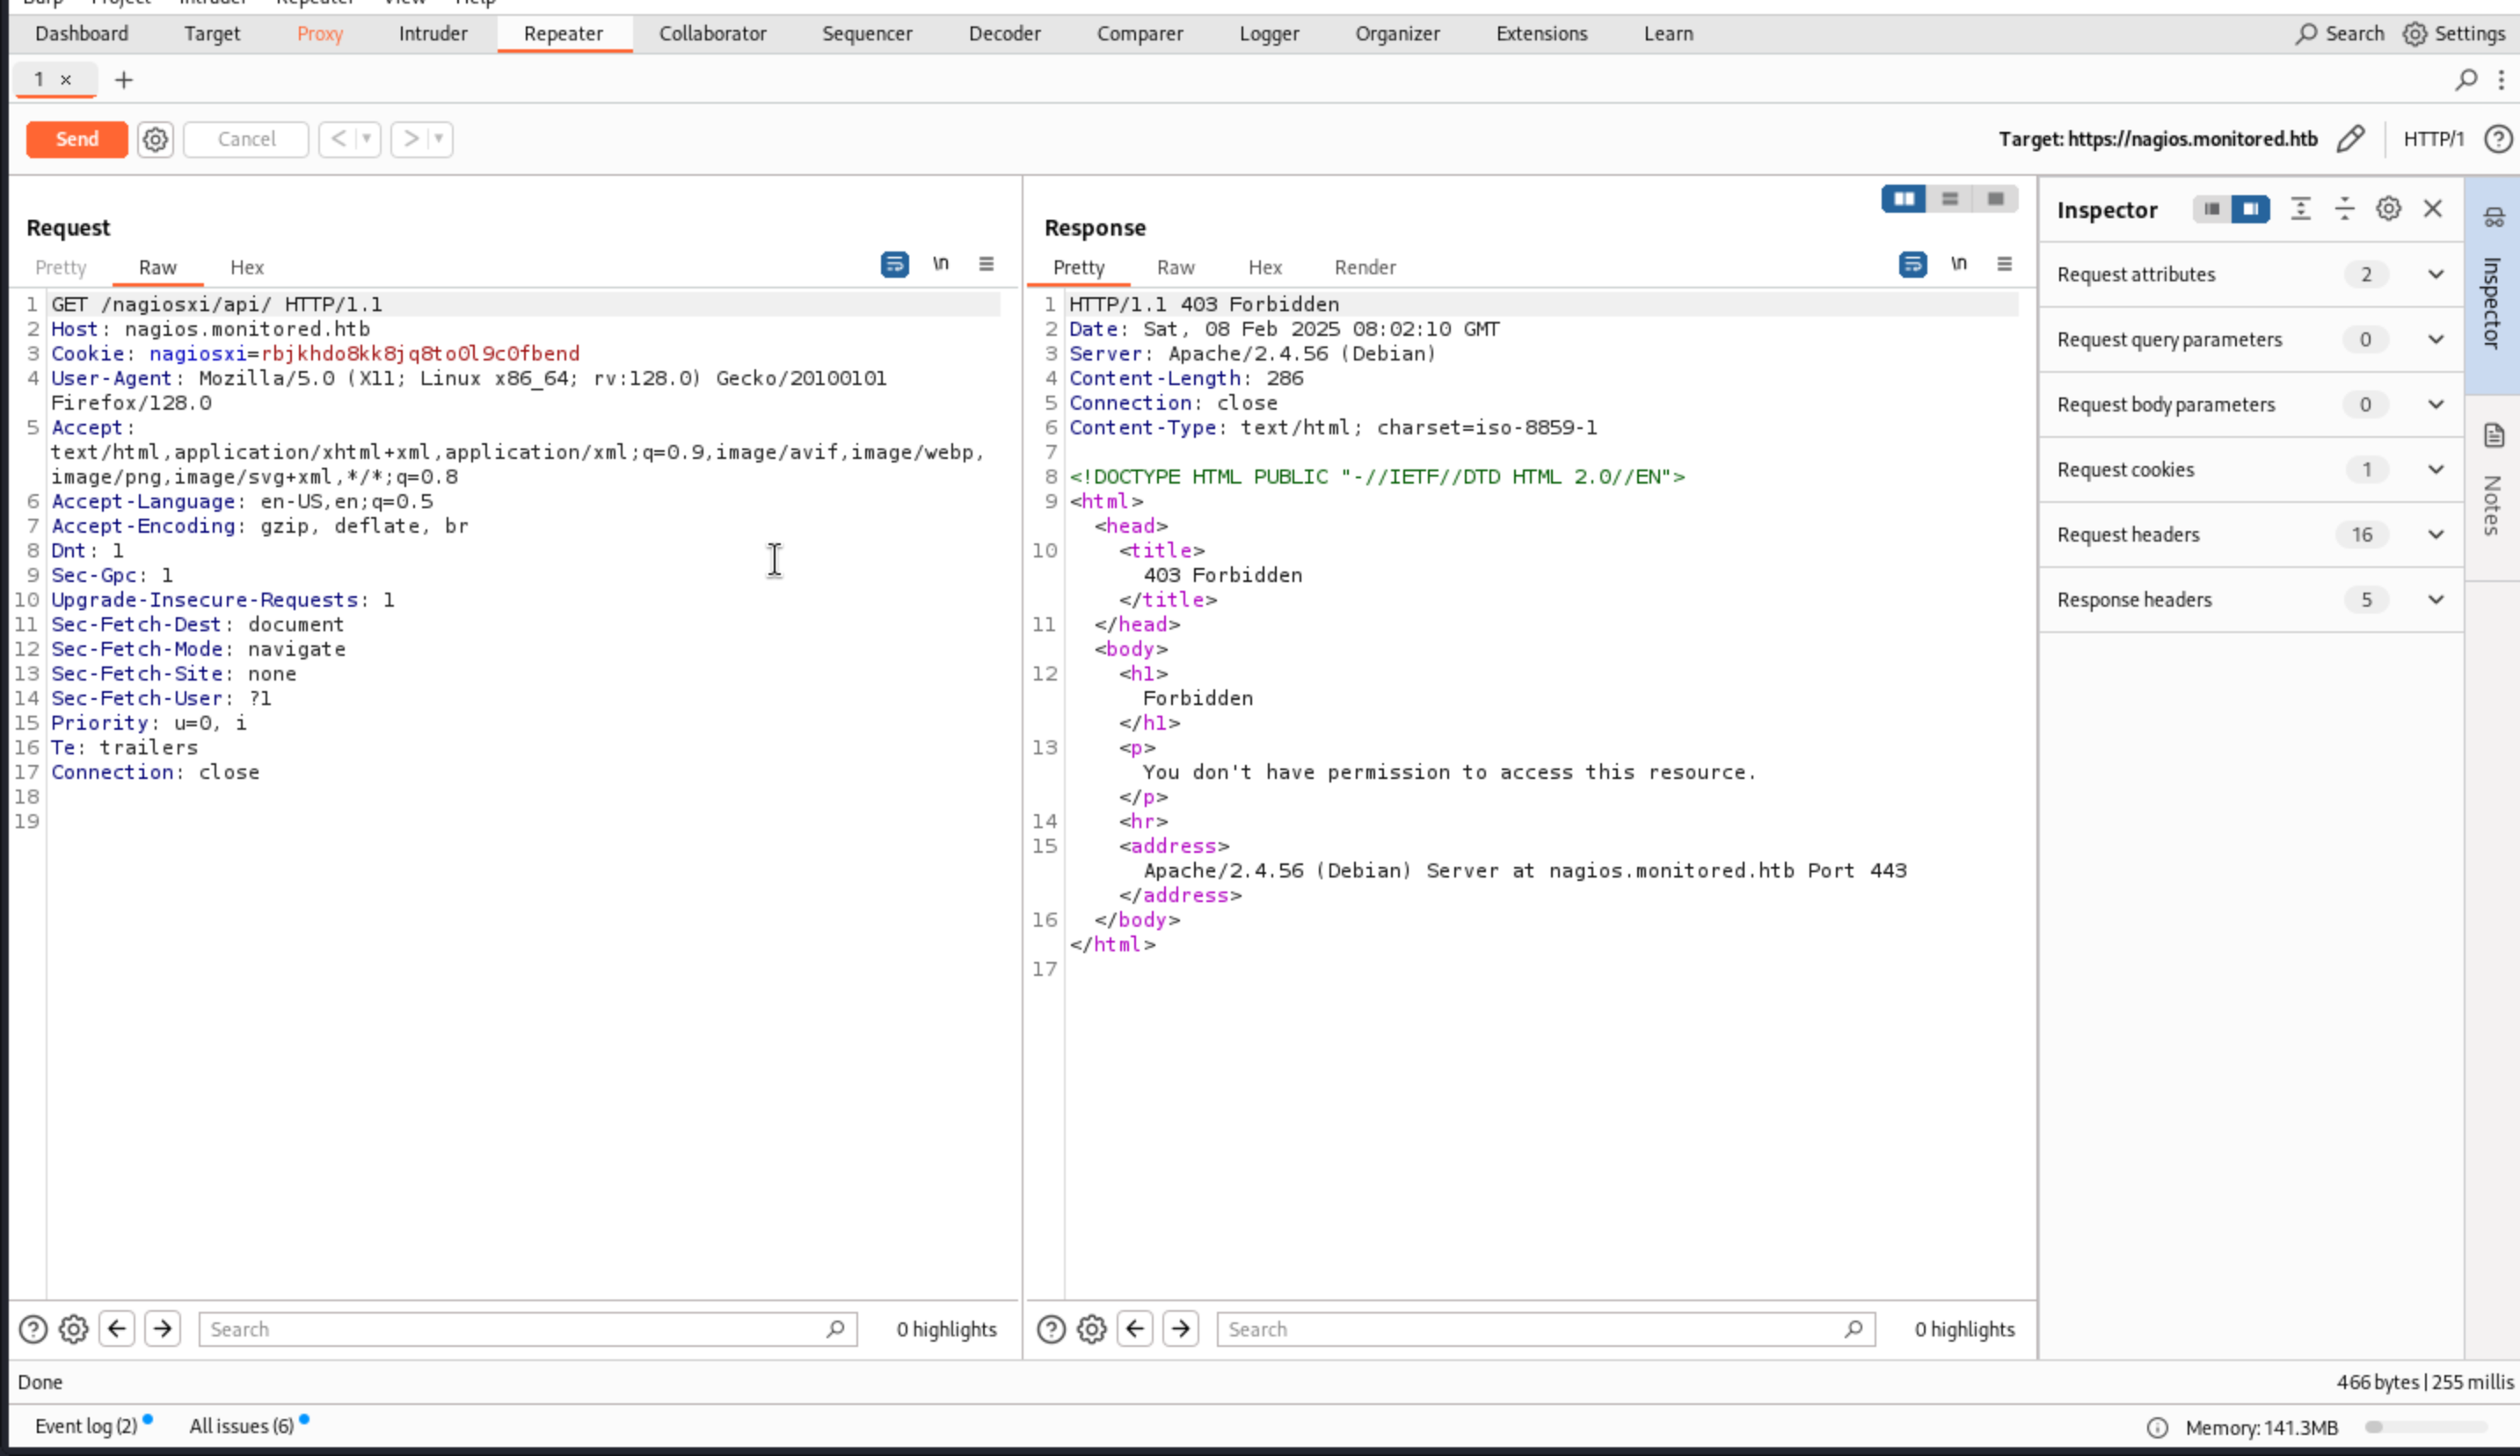 Burp Project Intruder Repeater View Help
Dashboard Target Proxy Intruder Repeater Collaborator Sequencer Decoder Comparer Logger Organizer Extensions Learn Search Settings
1 × +
Send Cancel < > Target: https://nagios.monitored.htb HTTP/1
Request
Pretty Raw Hex \n
1 GET /nagiosxi/api/ HTTP/1.1
2 Host: nagios.monitored.htb
3 Cookie: nagiosxi=rbjkhdo8kk8jq8to0l9c0fbend
4 User-Agent: Mozilla/5.0 (X11; Linux x86_64; rv:128.0) Gecko/20100101
Firefox/128.0
5 Accept:
text/html,application/xhtml+xml,application/xml;q=0.9,image/avif,image/webp,
image/png,image/svg+xml,*/*;q=0.8
6 Accept-Language: en-US,en;q=0.5
7 Accept-Encoding: gzip, deflate, br
8 Dnt: 1
9 Sec-Gpc: 1
10 Upgrade-Insecure-Requests: 1
11 Sec-Fetch-Dest: document
12 Sec-Fetch-Mode: navigate
13 Sec-Fetch-Site: none
14 Sec-Fetch-User: ?1
15 Priority: u=0, i
16 Te: trailers
17 Connection: close
18
19
Search 0 highlights
Response
Pretty Raw Hex Render \n
1 HTTP/1.1 403 Forbidden
2 Date: Sat, 08 Feb 2025 08:02:10 GMT
3 Server: Apache/2.4.56 (Debian)
4 Content-Length: 286
5 Connection: close
6 Content-Type: text/html; charset=iso-8859-1
7
8 <!DOCTYPE HTML PUBLIC "-//IETF//DTD HTML 2.0//EN">
9 <html>
<head>
10 <title>
403 Forbidden
</title>
11 </head>
<body>
12 <h1>
Forbidden
</h1>
13 <p>
You don't have permission to access this resource.
</p>
14 <hr>
15 <address>
Apache/2.4.56 (Debian) Server at nagios.monitored.htb Port 443
</address>
16 </body>
</html>
17
Search 0 highlights
Inspector
Request attributes 2
Request query parameters 0
Request body parameters 0
Request cookies 1
Request headers 16
Response headers 5
Inspector
Notes
Done 466 bytes | 255 millis
Event log (2) All issues (6) Memory: 141.3MB